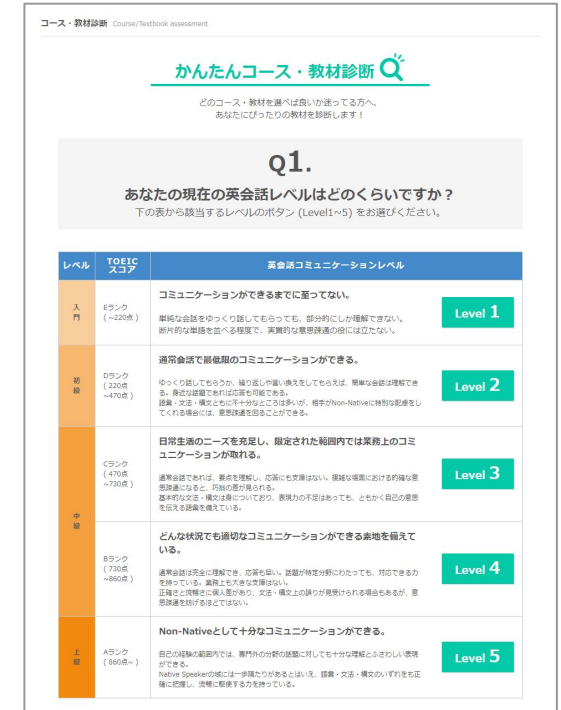 コース・教材診断 Course/Textbook assessment
かんたんコース・教材診断
どのコース・教材を選べば良いか迷ってる方へ、
あなたにぴったりの教材を診断します！
Q1.
あなたの現在の英会話レベルはどのくらいですか？
下の表から該当するレベルのボタン (Level1~5) をお選びください。
レベル
TOEIC
スコア
英会話コミュニケーションレベル
入
門
Eランク
( ~220点 )
コミュニケーションができるまでに至ってない。
単純な会話をゆっくり話してもらっても、部分的にしか理解できない。
断片的な単語を並べる程度で、実質的な意思疎通の役には立たない。
Level 1
初
級
Dランク
( 220点
~470点 )
通常会話で最低限のコミュニケーションができる。
ゆっくり話してもらうか、繰り返しや言い換えをしてもらえば、簡単な会話は理解でき
る。身近な話題であれば応答も可能である。
語彙・文法・構文ともに不十分なところは多いが、相手がNon-Nativeに特別な配慮をし
てくれる場合には、意思疎通を図ることができる。
Level 2
中
級
Cランク
( 470点
~730点 )
日常生活のニーズを充足し、限定された範囲内では業務上のコミ
ュニケーションが取れる。
通常会話であれば、要点を理解し、応答にも支障はない。複雑な場面における的確な意
思疎通になると、巧拙の差が見られる。
基本的な文法・構文は身についており、表現力の不足はあっても、ともかく自己の意思
を伝える語彙を備えている。
Level 3
Bランク
( 730点
~860点 )
どんな状況でも適切なコミュニケーションができる素地を備えて
いる。
通常会話は完全に理解でき、応答も早い。話題が特定分野にわたっても、対応できる力
を持っている。業務上も大きな支障はない。
正確さと流暢さに個人差があり、文法・構文上の誤りが見受けられる場合もあるが、意
思疎通を妨げるほどではない。
Level 4
上
級
Aランク
( 860点~ )
Non-Nativeとして十分なコミュニケーションができる。
自己の経験の範囲内では、専門外の分野の話題に対しても十分な理解とふさわしい表現
ができる。
Native Speakerの域には一歩隔たりがあるとはいえ、語彙・文法・構文のいずれをも正
確に把握し、流暢に駆使する力を持っている。
Level 5